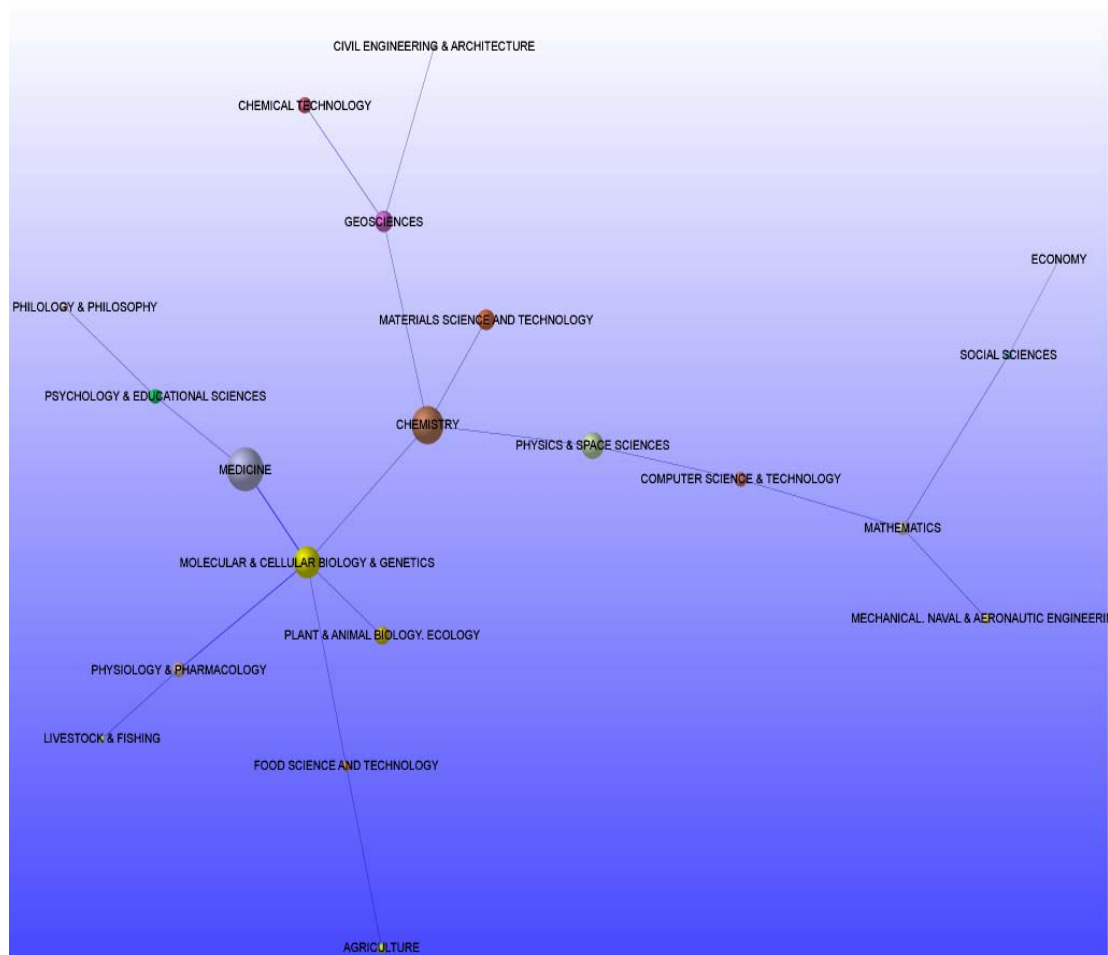 CIVIL ENGINEERING & ARCHITECTURE
CHEMICAL TECHNOLOGY
GEOSCIENCES
ECONOMY
PHILOLOGY & PHILOSOPHY
MATERIALS SCIENCE AND TECHNOLOGY
SOCIAL SCIENCES
PSYCHOLOGY & EDUCATIONAL SCIENCES
CHEMISTRY
PHYSICS & SPACE SCIENCES
MEDICINE
COMPUTER SCIENCE & TECHNOLOGY
MATHEMATICS
MOLECULAR & CELLULAR BIOLOGY & GENETICS
MECHANICAL. NAVAL & AERONAUTIC ENGINEERI
PLANT & ANIMAL BIOLOGY. ECOLOGY
PHYSIOLOGY & PHARMACOLOGY
LIVESTOCK & FISHING
FOOD SCIENCE AND TECHNOLOGY
AGRICULTURE